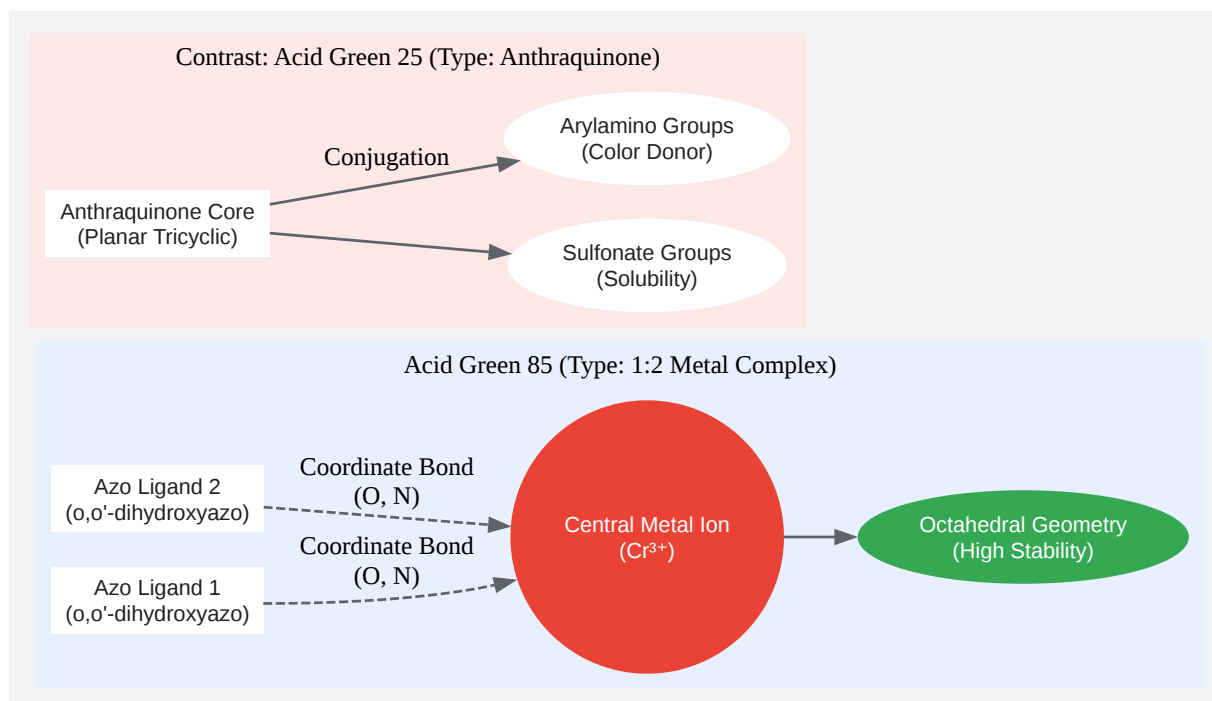 Contrast: Acid Green 25 (Type: Anthraquinone)
Arylamino Groups
(Color Donor)
Conjugation
Anthraquinone Core
(Planar Tricyclic)
Sulfonate Groups
(Solubility)
Acid Green 85 (Type: 1:2 Metal Complex)
Azo Ligand 2
(o,o'-dihydroxyazo)
Coordinate Bond
(O, N)
Azo Ligand 1
(o,o'-dihydroxyazo)
Coordinate Bond
(O, N)
Central Metal Ion
(Cr³⁺)
Octahedral Geometry
(High Stability)